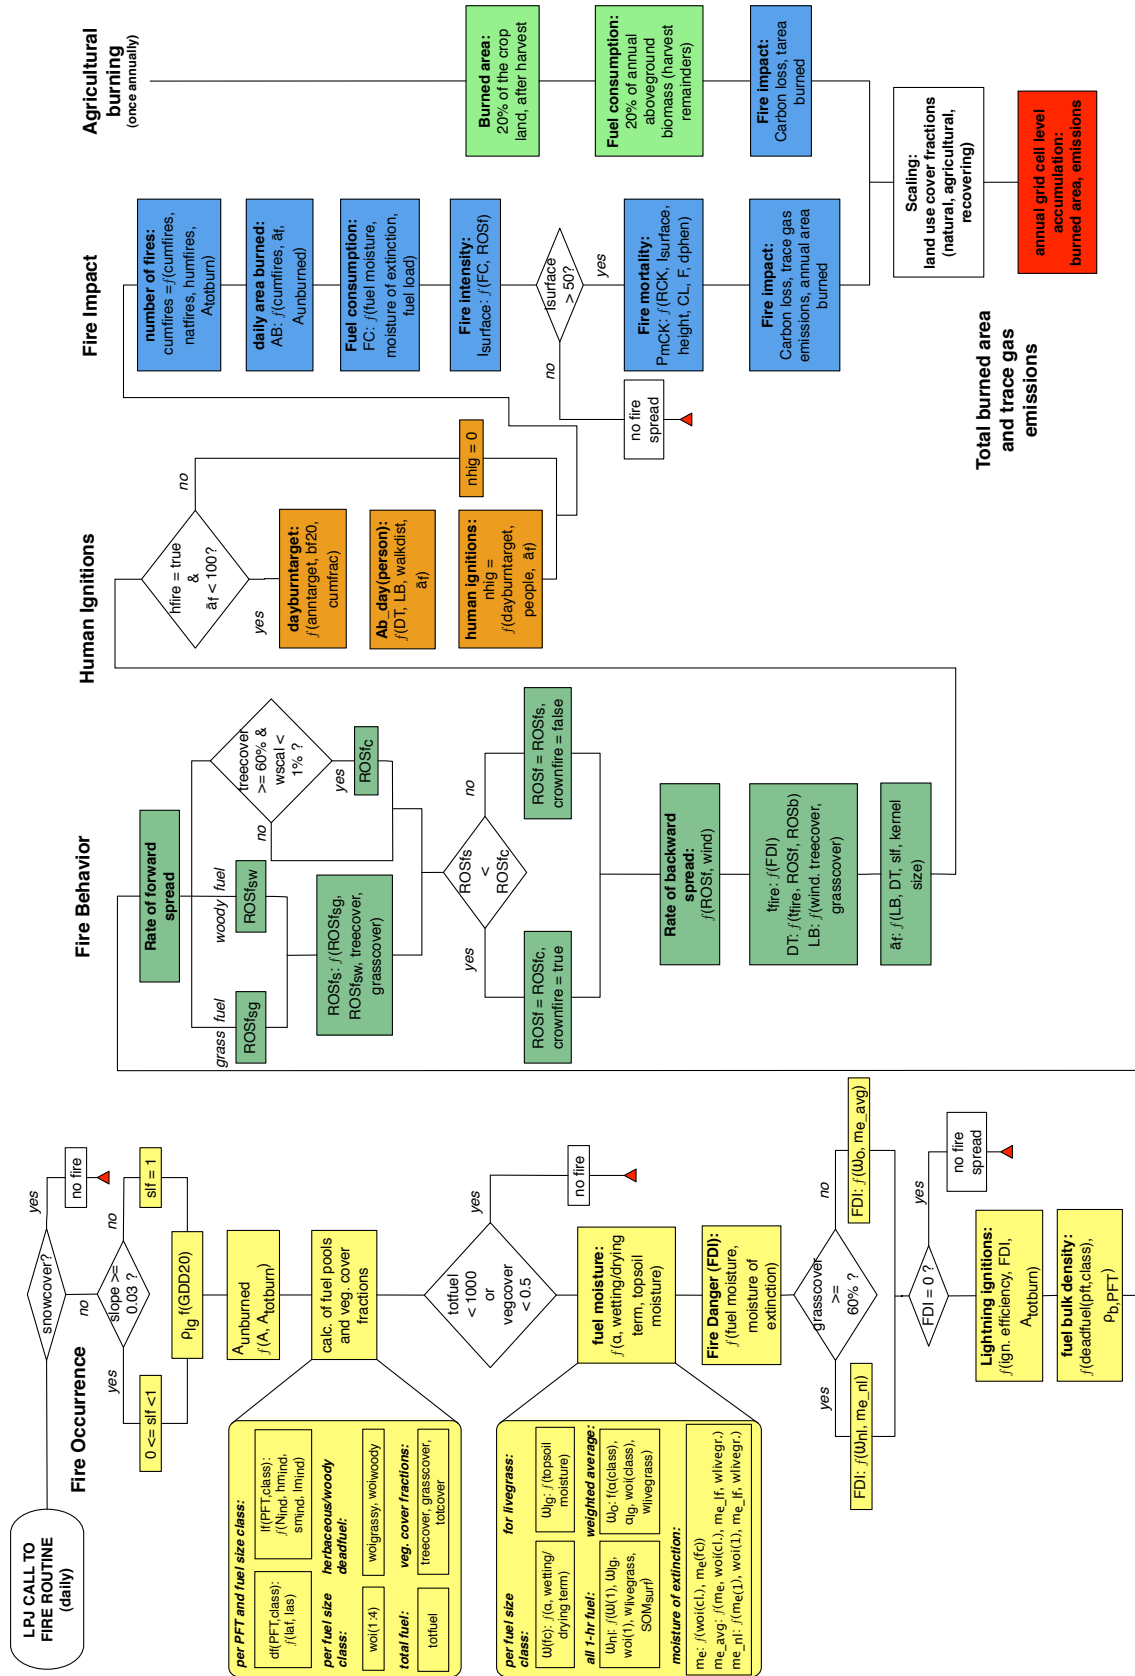 LPJ CALL TO
FIRE ROUTINE
(daily)
Fire Occurrence
snowcover?
yes
no fire
no
slope >=
0.03 ?
yes
no
0 <= slf <1
slf = 1
ρlg f(GDD20)
Aunburned
ƒ(A, Atotburn)
calc. of fuel pools
and veg. cover
fractions
per PFT and fuel size class:
df(PFT,class):
ƒ(laf, las)
lf(PFT,class):
ƒ(Nind, hmind,
smind, lmind)
per fuel size
class:
woi(1:4)
herbaceous/woody
deadfuel:
woigrassy, woiwoody
total fuel:
totfuel
veg. cover fractions:
treecover, grasscover,
totcover
totfuel
< 1000
or
vegcover
< 0.5
yes
no fire
fuel moisture:
ƒ(α, wetting/drying
term, topsoil
moisture)
per fuel size
class:
ω(fc): ƒ(α, wetting/
drying term)
for livegrass:
ωlg: ƒ(topsoil
moisture)
all 1-hr fuel:
ωnl: ƒ(ω(1), ωlg,
woi(1), wlivegrass,
SOMsurf)
weighted average:
ωo: f(α(class),
αlg, woi(class),
wlivegrass)
moisture of extinction:
me: ƒ(woi(cl.), me(fc))
me_avg: ƒ(me, woi(cl.), me_lf, wlivegr.)
me_nl: ƒ(me(1), woi(1), me_lf, wlivegr.)
Fire Danger (FDI):
ƒ(fuel moisture,
moisture of
extinction)
grasscover
>=
60% ?
yes
no
FDI: ƒ(ωnl, me_nl)
FDI: ƒ(ωo, me_avg)
FDI = 0 ?
yes
no fire
spread
Lightning ignitions:
ƒ(ign. efficiency, FDI,
Atotburn)
fuel bulk density:
ƒ(deadfuel(pft,class),
ρb,PFT)
Fire Behavior
Rate of forward
spread
grass fuel
woody fuel
ROSfsg
ROSfsw
treecover
>= 60% &
wscal <
1% ?
no
yes
ROSfc
ROSfs: ƒ(ROSfsg,
ROSfsw, treecover,
grasscover)
ROSfs
<
ROSfc
yes
no
ROSf = ROSfc,
crownfire = true
ROSf = ROSfs,
crownfire = false
Rate of backward
spread:
ƒ(ROSf, wind)
tfire: ƒ(FDI)
DT: ƒ(tfire, ROSf, ROSb)
LB: ƒ(wind. treecover,
grasscover)
āf: ƒ(LB, DT, slf, kernel
size)
Human Ignitions
hfire = true
&
āf < 100?
yes
no
dayburntarget:
ƒ(anntarget, bf20,
cumfrac)
Ab_day(person):
ƒ(DT, LB, walkdist,
āf)
human ignitions:
nhig =
ƒ(dayburntarget,
people, āf)
nhig = 0
Fire Impact
number of fires:
cumfires =ƒ(cumfires,
natfires, humfires,
Atotburn)
daily area burned:
AB: ƒ(cumfires, āf,
Aunburned)
Fuel consumption:
FC: ƒ(fuel moisture,
moisture of extinction,
fuel load)
Fire intensity:
Isurface: ƒ(FC, ROSf)
Isurface
> 50?
no
yes
no fire
spread
Fire mortality:
PmCK: ƒ(RCK, Isurface,
height, CL, F, dphen)
Fire impact:
Carbon loss, trace gas
emissions, annual area
burned
Agricultural
burning
(once annually)
Burned area:
20% of the crop
land, after harvest
Fuel consumption:
20% of annual
aboveground
biomass (harvest
remainders)
Fire impact:
Carbon loss, tarea
burned
Total burned area
and trace gas
emissions
Scaling:
land use cover fractions
(natural, agricultural,
recovering)
annual grid cell level
accumulation:
burned area, emissions